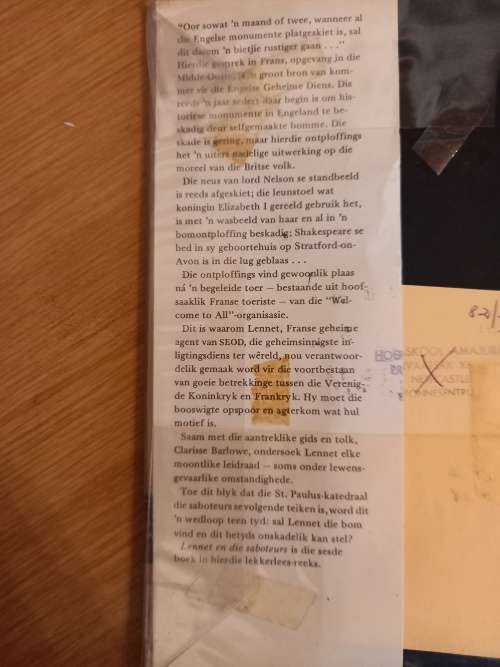 "Oor sowat 'n maand of twee, wanneer al
die Engelse monumente platgeskiet is, sal
dit darem 'n bietjie rustiger gaan . . ."
Hierdie gesprek in Frans, opgevang in die
Midde-Ooste, is 'n groot bron van kom-
mer vir die Engelse Geheime Diens. Dis
reeds 'n jaar sedert daar begin is om his-
toriese monumente in Engeland te be-
skadig deur selfgemaakte bomme. Die
skade is gering, maar hierdie ontploffings
het 'n uiters nadelige uitwerking op die
moreel van die Britse volk.
Die neus van lord Nelson se standbeeld
is reeds afgeskiet; die leunstoel wat
koningin Elizabeth I gereeld gebruik het,
is met 'n wasbeeld van haar en al in 'n
bomontploffing beskadig; Shakespeare se
bed in sy geboortehuis op Stratford-on-
Avon is in die lug geblaas . . .
Die ontploffings vind gewoonlik plaas
ná 'n begeleide toer — bestaande uit hoof-
saaklik Franse toeriste — van die "Wel-
come to All"-organisasie.
Dit is waarom Lennet, Franse geheime
agent van SEOD, die geheimsinnigste in-
ligtingsdiens ter wêreld, nou verantwoor-
delik gemaak word vir die voortbestaan
van goeie betrekkinge tussen die Verenig-
de Koninkryk en Frankryk. Hy moet die
booswigte opspoor en agterkom wat hul
motief is.
Saam met die aantreklike gids en tolk,
Clarisse Barlowe, ondersoek Lennet elke
moontlike leidraad — soms onder lewens-
gevaarlike omstandighede.
Toe dit blyk dat die St. Paulus-katedraal
die saboteurs se volgende teiken is, word dit
'n wedloop teen tyd: sal Lennet die bom
vind en dit betyds onskadelik kan stel?
Lennet en die saboteurs is die sesde
boek in hierdie lekkerlees-reeks.
SKOOL AMAJUBA